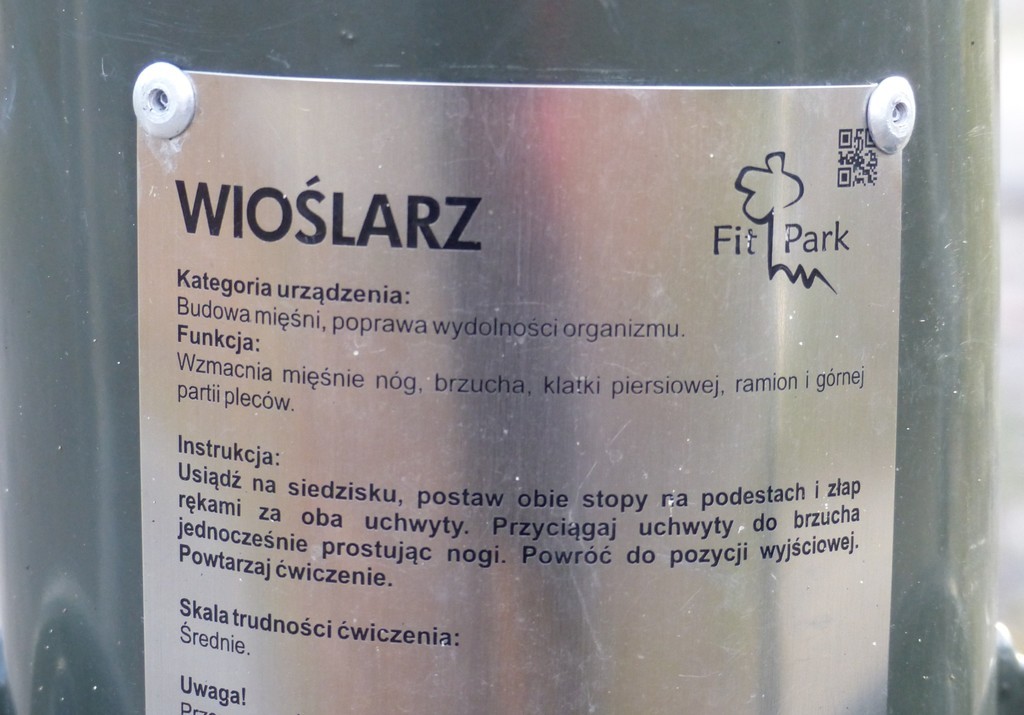 WIOŚLARZ
Fit Park
Kategoria urządzenia:
Budowa mięśni, poprawa wydolności organizmu.
Funkcja:
Wzmacnia mięśnie nóg, brzucha, klatki piersiowej, ramion i górnej
partii pleców.
Instrukcja:
Usiądź na siedzisku, postaw obie stopy na podestach i złap
rękami za oba uchwyty. Przyciągaj uchwyty do brzucha
jednocześnie prostując nogi. Powróć do pozycji wyjściowej.
Powtarzaj ćwiczenie.
Skala trudności ćwiczenia:
Średnie.
Uwaga!